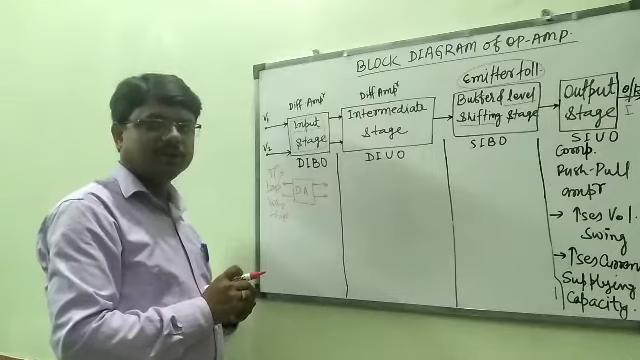 BLOCK DIAGRAM of OP-AMP.
Emitter foll
Diff Ampr
Diff Ampr
V1
V2
Input
Stage
Intermediate
Stage
Buffer & level
Shifting Stage
Output
Stage
O/P
DIBO
DIUO
SIBO
SIUO
DA
Comp.
Push-Pull
ampr
→ ↑ses Vol.
Swing
→ ↑ses Current
Supplying
Capacity.